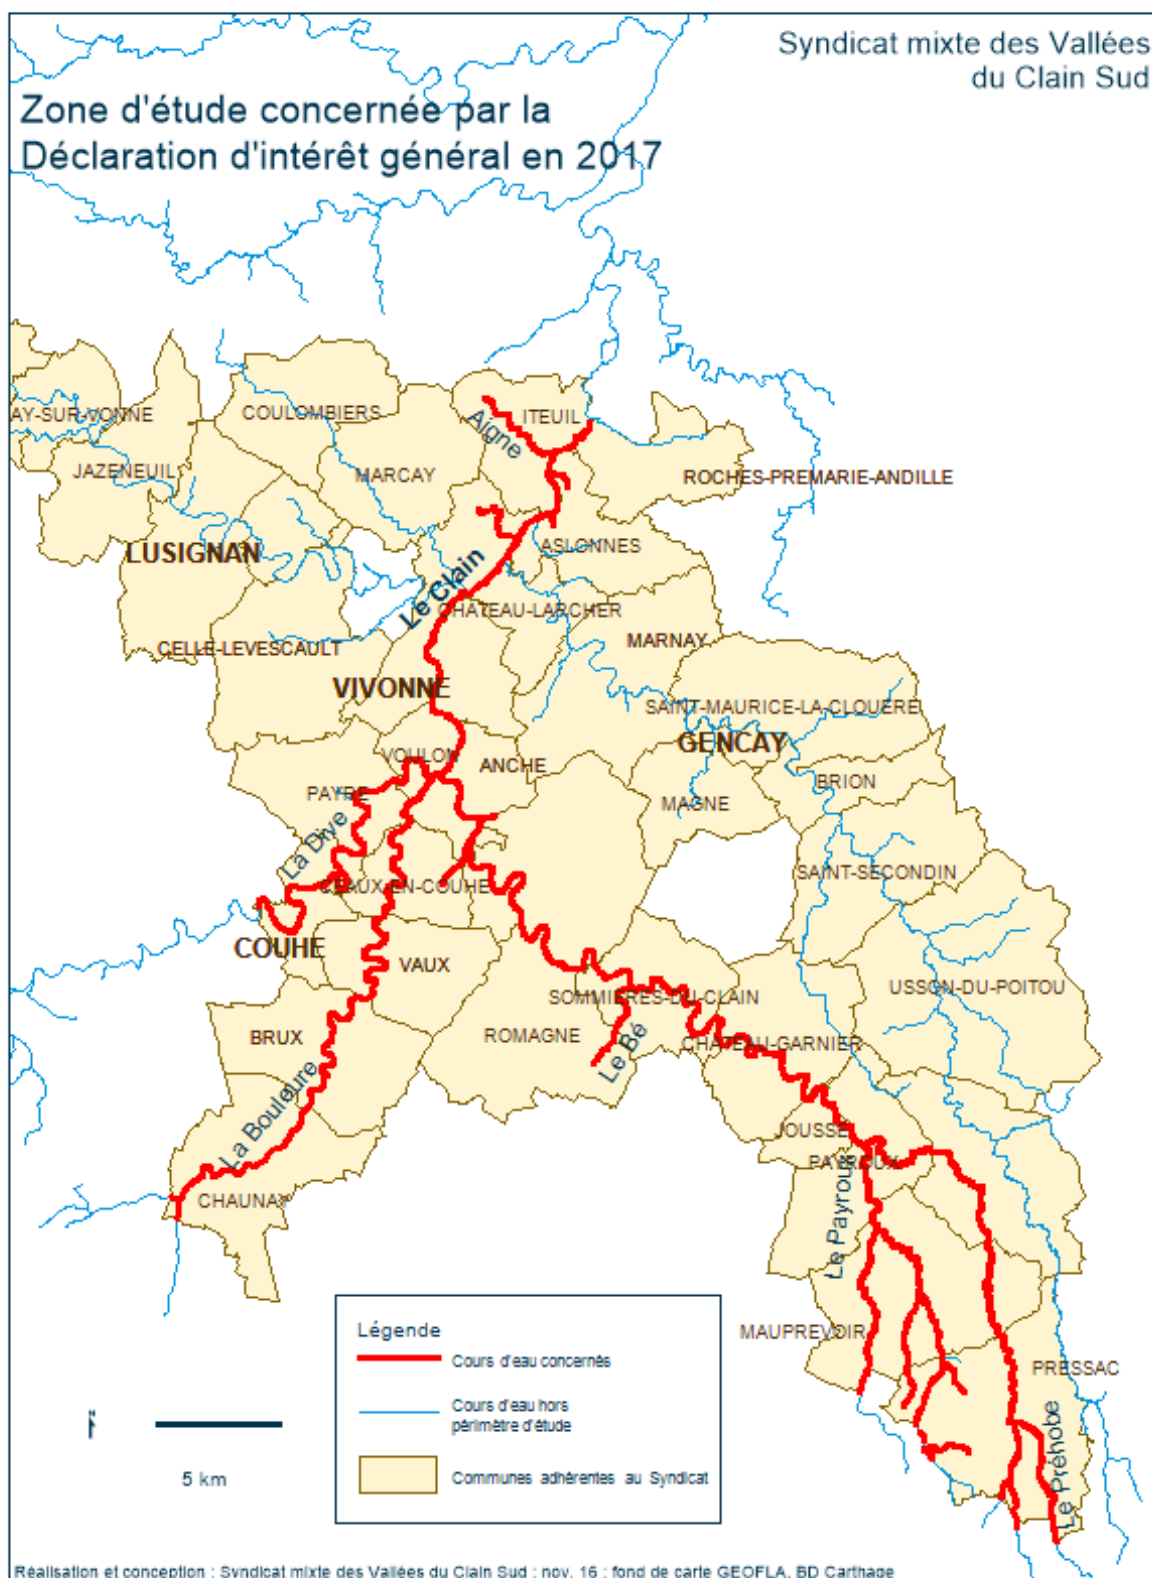 Syndicat mixte des Vallées
du Clain Sud
Zone d'étude concernée par la
Déclaration d'intérêt général en 2017
AY-SUR-VONNE
COULOMBIERS
Aigne
ITEUIL
JAZENEUIL
MARCAY
ROCHES-PREMARIE-ANDILLE
LUSIGNAN
ASLONNES
Le Clain
CHATEAU-LARCHER
CELLE-LEVESCAULT
MARNAY
VIVONNE
SAINT-MAURICE-LA-CLOUERE
GENCAY
VOULON
ANCHE
PAYRE
MAGNE
BRION
La Dive
CEAUX-EN-COUHE
SAINT-SECONDIN
COUHE
VAUX
USSON-DU-POITOU
SOMMIERES-DU-CLAIN
BRUX
ROMAGNE
Le Bé
CHATEAU-GARNIER
La Bouleure
JOUSSE
PAYROUX
CHAUNAY
Le Payroux
MAUPREVOIR
PRESSAC
Le Préhobe
Légende
Cours d'eau concernés
Cours d'eau hors
périmètre d'étude
Communes adhérentes au Syndicat
5 km
Réalisation et conception : Syndicat mixte des Vallées du Clain Sud ; nov. 16 ; fond de carte GEOFLA, BD Carthage